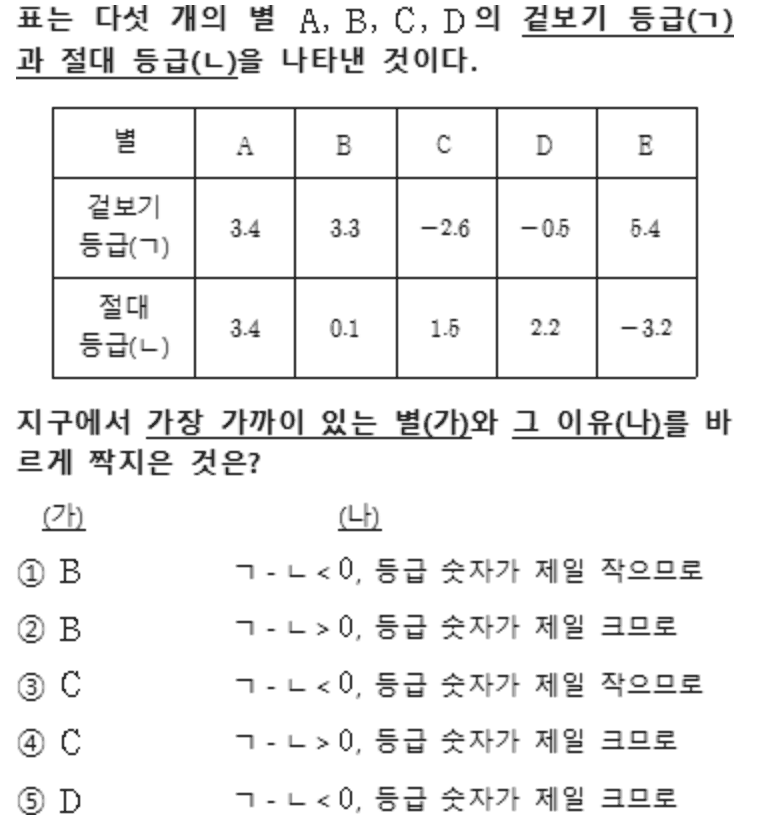 표는 다섯 개의 별 A, B, C, D의 겉보기 등급(ㄱ)
과 절대 등급(ㄴ)을 나타낸 것이다.
별 A B C D E
겉보기
등급(ㄱ) 3.4 3.3 -2.6 -0.5 5.4
절대
등급(ㄴ) 3.4 0.1 1.5 2.2 -3.2
지구에서 가장 가까이 있는 별(가)와 그 이유(나)를 바
르게 짝지은 것은?
(가) (나)
① B ㄱ - ㄴ < 0, 등급 숫자가 제일 작으므로
② B ㄱ - ㄴ > 0, 등급 숫자가 제일 크므로
③ C ㄱ - ㄴ < 0, 등급 숫자가 제일 작으므로
④ C ㄱ - ㄴ > 0, 등급 숫자가 제일 크므로
⑤ D ㄱ - ㄴ < 0, 등급 숫자가 제일 크므로